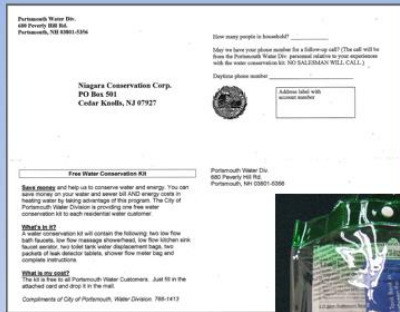 Portsmouth Water Div.
680 Peverly Hill Rd.
Portsmouth, NH 03801-5356
Niagara Conservation Corp.
PO Box 501
Cedar Knolls, NJ 07927
How many people in household?
May we have your phone number for a follow-up call? (The call will be
from the Portsmouth Water Div. personnel relative to your experiences
with the water conservation kit. NO SALESMAN WILL CALL.)
Daytime phone number
Address label with
account number
Free Water Conservation Kit
Save money and help us to conserve water and energy. You can
save money on your water and sewer bill AND energy costs in
heating water by taking advantage of this program. The City of
Portsmouth Water Division is providing one free water
conservation kit to each residential water customer.
What's in it?
A water conservation kit will contain the following: two low flow
bath faucets, low flow massage showerhead, low flow kitchen sink
faucet aerator, two toilet tank water displacement bags, two
packets of leak detector tablets, shower flow meter bag and
complete instructions.
What is my cost?
The kit is free to all Portsmouth Water Customers. Just fill in the
attached card and drop it in the mail.
Compliments of City of Portsmouth, Water Division. 766-1413
Portsmouth Water Div.
680 Peverly Hill Rd.
Portsmouth, NH 03801-5356